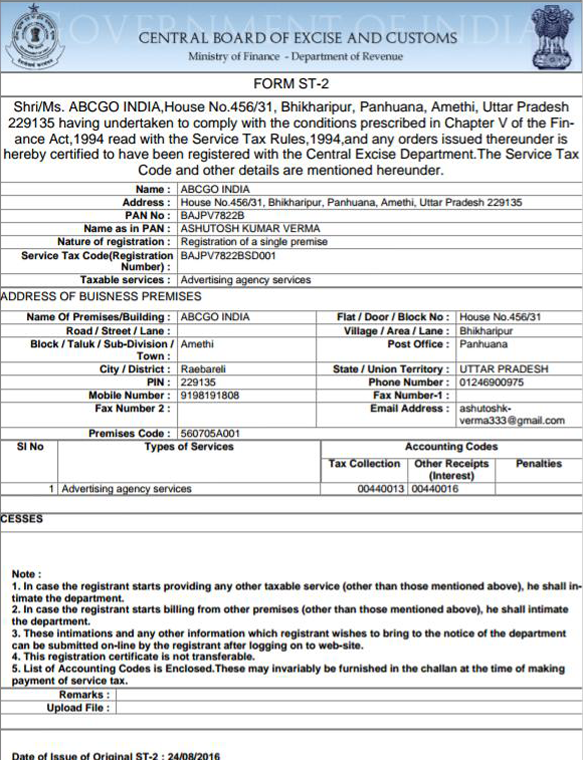 GOVERNMENT OF INDIA
CENTRAL BOARD OF EXCISE AND CUSTOMS
Ministry of Finance - Department of Revenue
FORM ST-2
Shri/Ms. ABCGO INDIA,House No.456/31, Bhikharipur, Panhuana, Amethi, Uttar Pradesh
229135 having undertaken to comply with the conditions prescribed in Chapter V of the Fin-
ance Act,1994 read with the Service Tax Rules,1994,and any orders issued thereunder is
hereby certified to have been registered with the Central Excise Department.The Service Tax
Code and other details are mentioned hereunder.
Name : ABCGO INDIA
Address : House No.456/31, Bhikharipur, Panhuana, Amethi, Uttar Pradesh 229135
PAN No : BAJPV7822B
Name as in PAN : ASHUTOSH KUMAR VERMA
Nature of registration : Registration of a single premise
Service Tax Code(Registration BAJPV7822BSD001
Number) :
Taxable services : Advertising agency services
ADDRESS OF BUISNESS PREMISES
Name Of Premises/Building : ABCGO INDIA Flat / Door / Block No : House No.456/31
Road / Street / Lane : Village / Area / Lane : Bhikharipur
Block / Taluk / Sub-Division / Amethi Post Office : Panhuana
Town :
City / District : Raebareli State / Union Territory : UTTAR PRADESH
PIN : 229135 Phone Number : 01246900975
Mobile Number : 9198191808 Fax Number-1 :
Fax Number 2 : Email Address : ashutoshk-
verma333@gmail.com
Premises Code : 560705A001
Sl No Types of Services Accounting Codes
Tax Collection Other Receipts Penalties
(Interest)
1 Advertising agency services 00440013 00440016
CESSES
Note :
1. In case the registrant starts providing any other taxable service (other than those mentioned above), he shall in-
timate the department.
2. In case the registrant starts billing from other premises (other than those mentioned above), he shall intimate
the department.
3. These intimations and any other information which registrant wishes to bring to the notice of the department
can be submitted on-line by the registrant after logging on to web-site.
4. This registration certificate is not transferable.
5. List of Accounting Codes is Enclosed.These may invariably be furnished in the challan at the time of making
payment of service tax.
Remarks :
Upload File :
Date of Issue of Original ST-2 : 24/08/2016